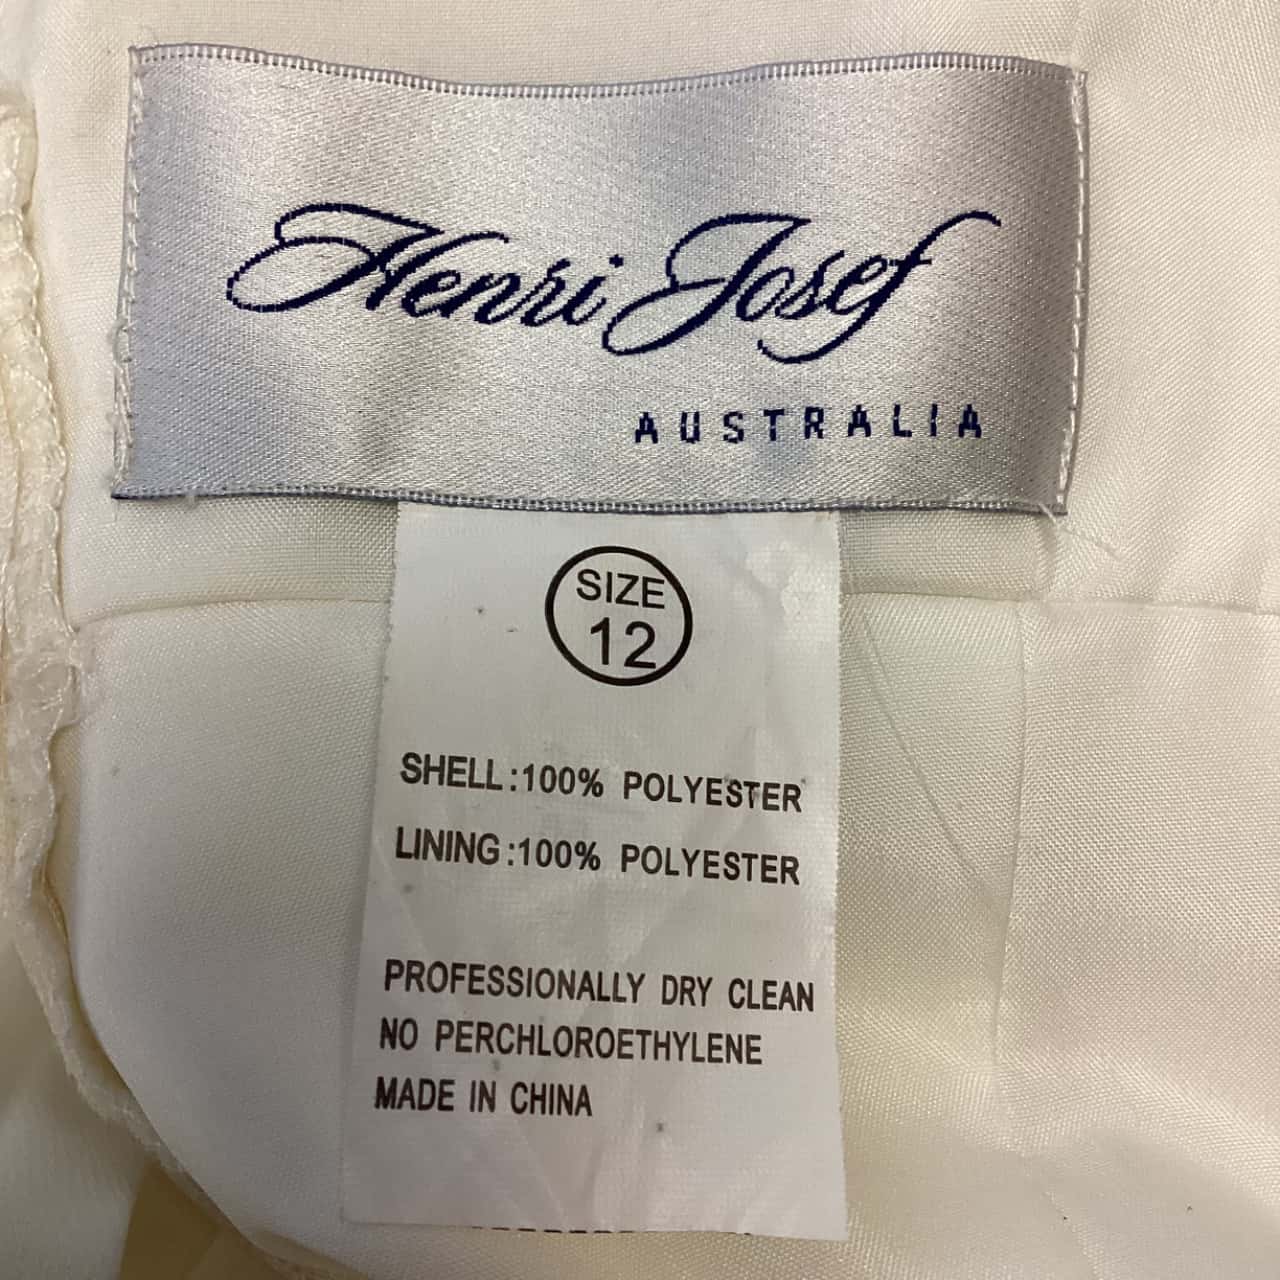 Henri Josef
AUSTRALIA
SIZE
12
SHELL:100% POLYESTER
LINING:100% POLYESTER
PROFESSIONALLY DRY CLEAN
NO PERCHLOROETHYLENE
MADE IN CHINA